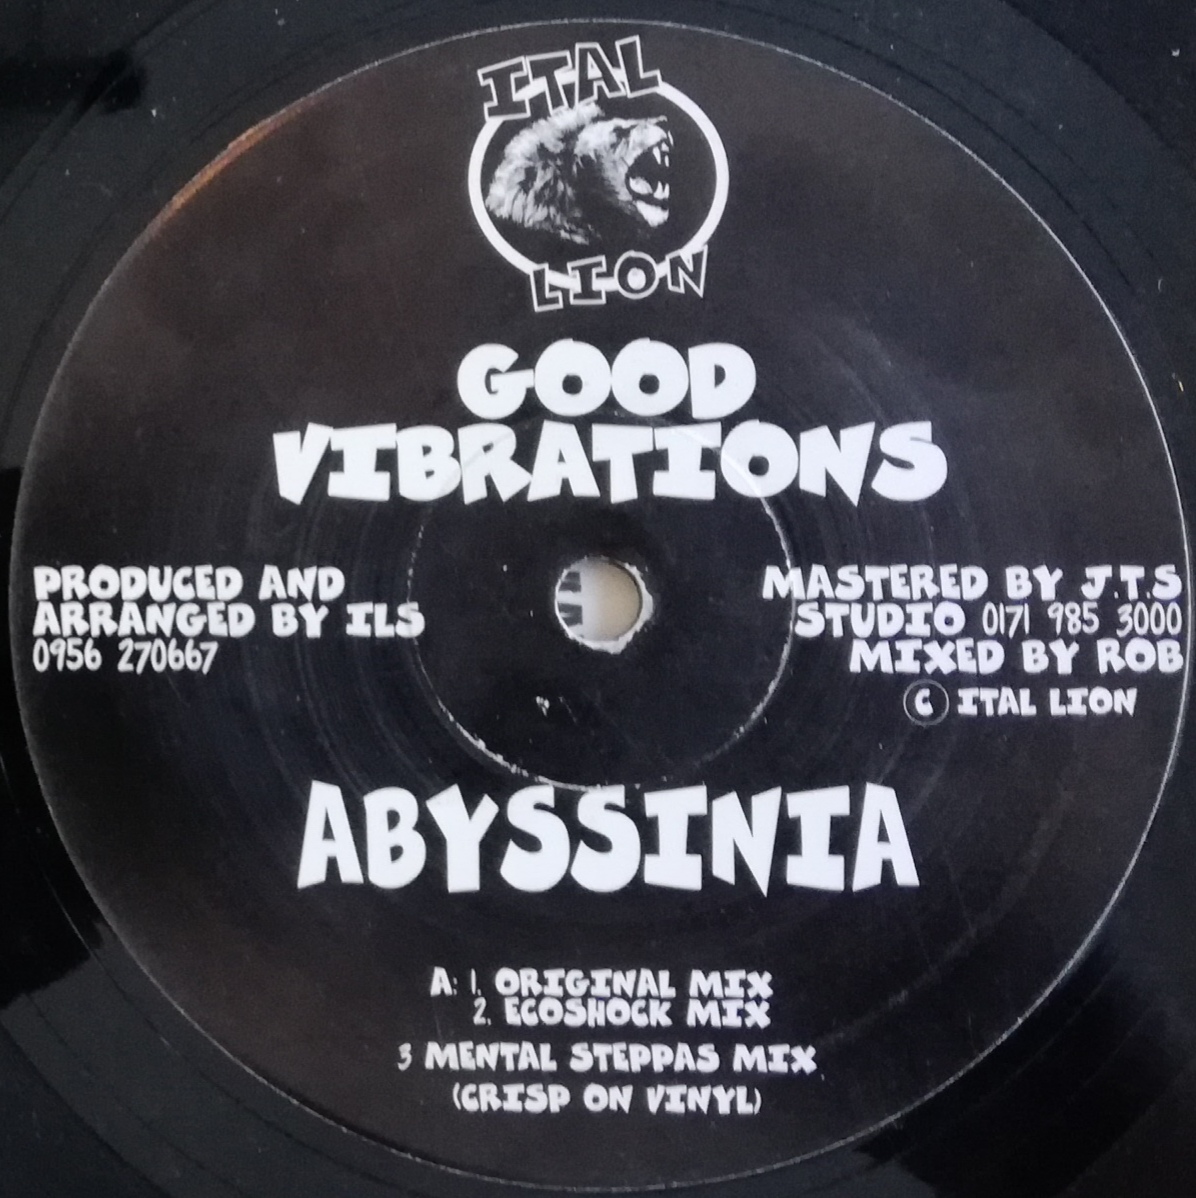 ITAL
LION
GOOD
VIBRATIONS
PRODUCED AND
ARRANGED BY ILS
0956 270667
MASTERED BY J.T.S
STUDIO 0171 985 3000
MIXED BY ROB
© ITAL LION
ABYSSINIA
A: 1. ORIGINAL MIX
2. ECOSHOCK MIX
3 MENTAL STEPPAS MIX
(CRISP ON VINYL)